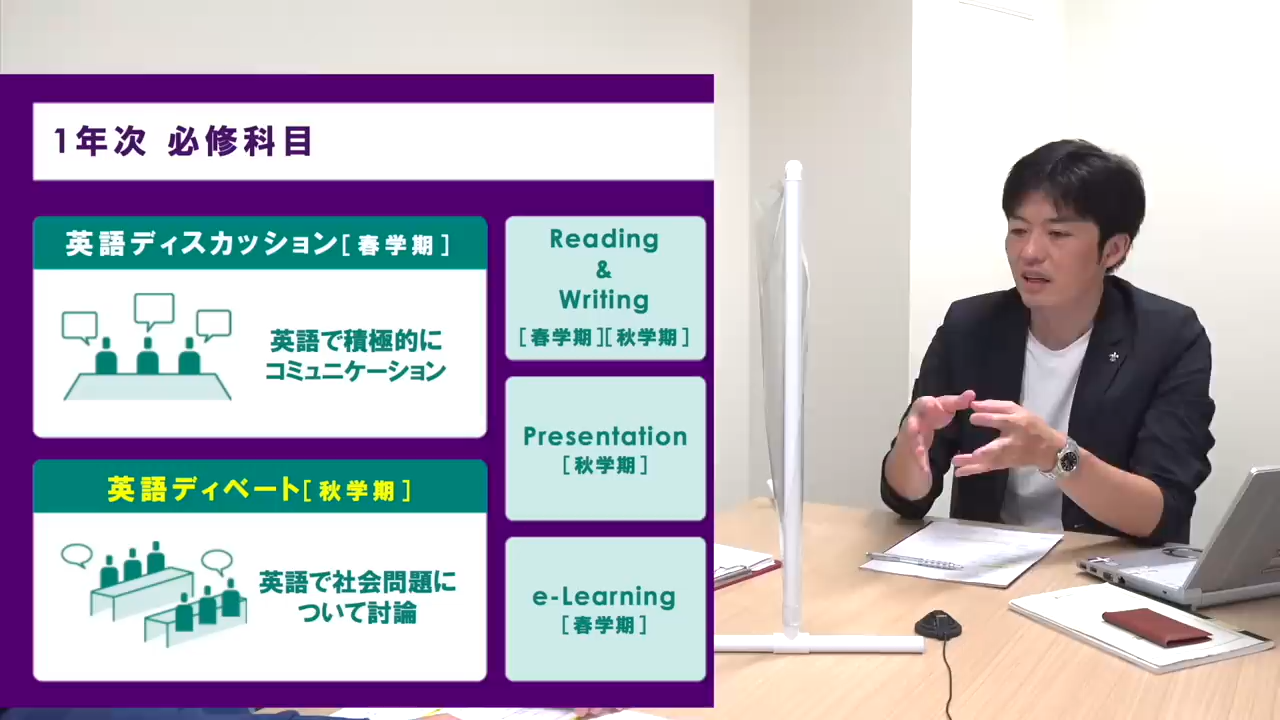 1年次 必修科目
英語ディスカッション[春学期]
英語で積極的に
コミュニケーション
英語ディベート[秋学期]
英語で社会問題に
ついて討論
Reading
&
Writing
[春学期][秋学期]
Presentation
[秋学期]
e-Learning
[春学期]